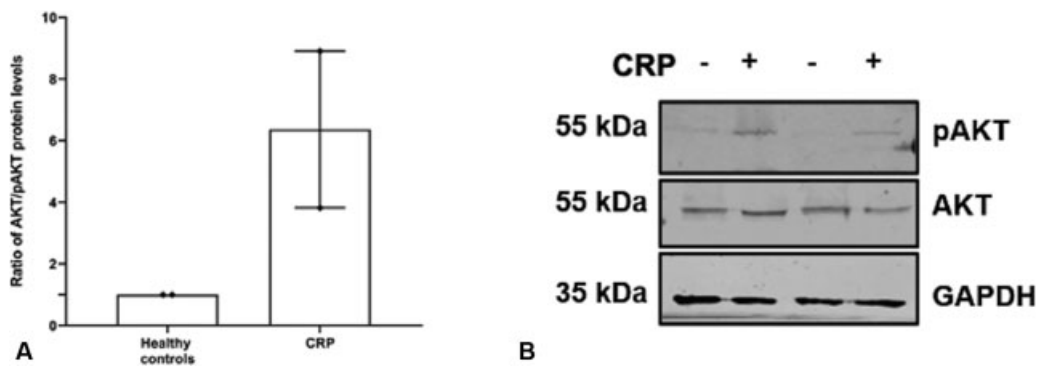 Ratio of AKT/pAKT protein levels
10
8
6
4
2
1
0
Healthy
controls
CRP
A
CRP - + - +
55 kDa pAKT
55 kDa AKT
35 kDa GAPDH
B